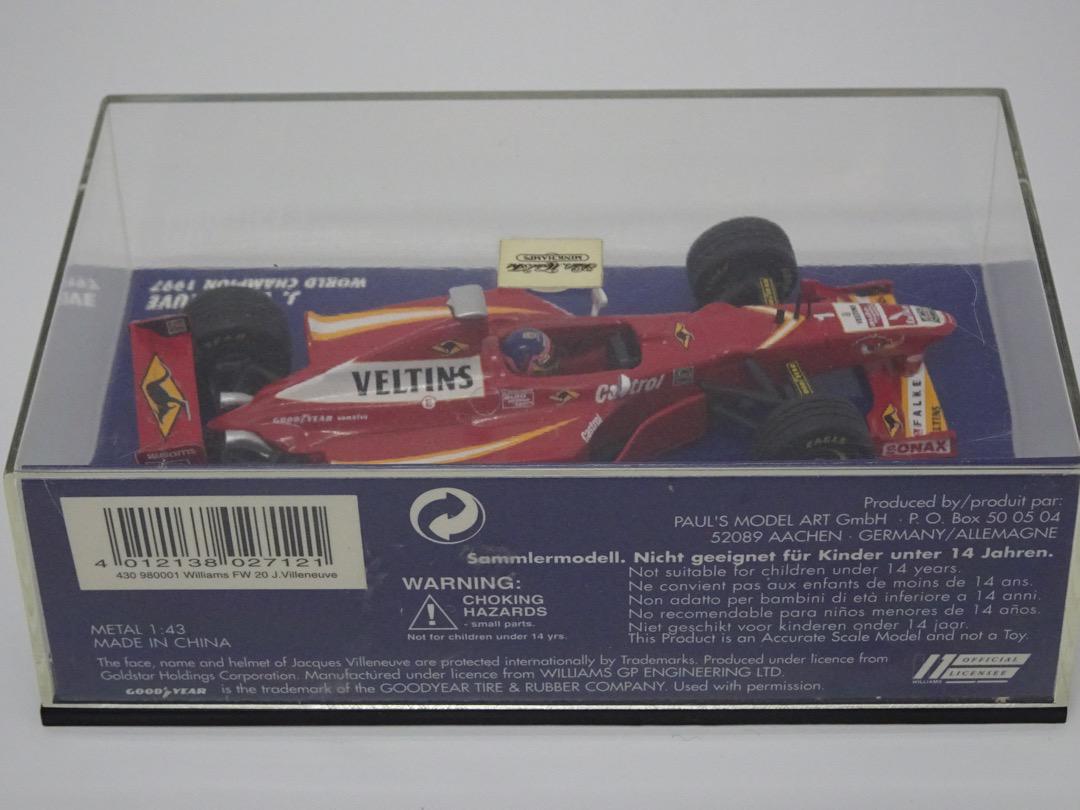 MINICHAMPS
WORLD CHAMPION 1997
VELTINS
GOODYEAR
Castrol
Castrol
1
VELTINS
FALKE
VELTINS
SONAX
EAGLE
4 012138 027121
430 980001 Williams FW 20 J.Villeneuve
Produced by/produit par:
PAUL'S MODEL ART GmbH · P. O. Box 50 05 04
52089 AACHEN · GERMANY/ALLEMAGNE
Sammlermodell. Nicht geeignet für Kinder unter 14 Jahren.
Not suitable for children under 14 years.
Ne convient pas aux enfants de moins de 14 ans.
Non adatto per bambini di età inferiore a 14 anni.
No recomendable para niños menores de 14 años.
Niet geschikt voor kinderen onder 14 jaar.
This Product is an Accurate Scale Model and not a Toy.
WARNING:
CHOKING
HAZARDS
- small parts.
Not for children under 14 yrs.
METAL 1:43
MADE IN CHINA
The face, name and helmet of Jacques Villeneuve are protected internationally by Trademarks. Produced under licence from
Goldstar Holdings Corporation. Manufactured under licence from WILLIAMS GP ENGINEERING LTD.
GOODYEAR is the trademark of the GOODYEAR TIRE & RUBBER COMPANY. Used with permission.
OFFICIAL
LICENSEE
WILLIAMS